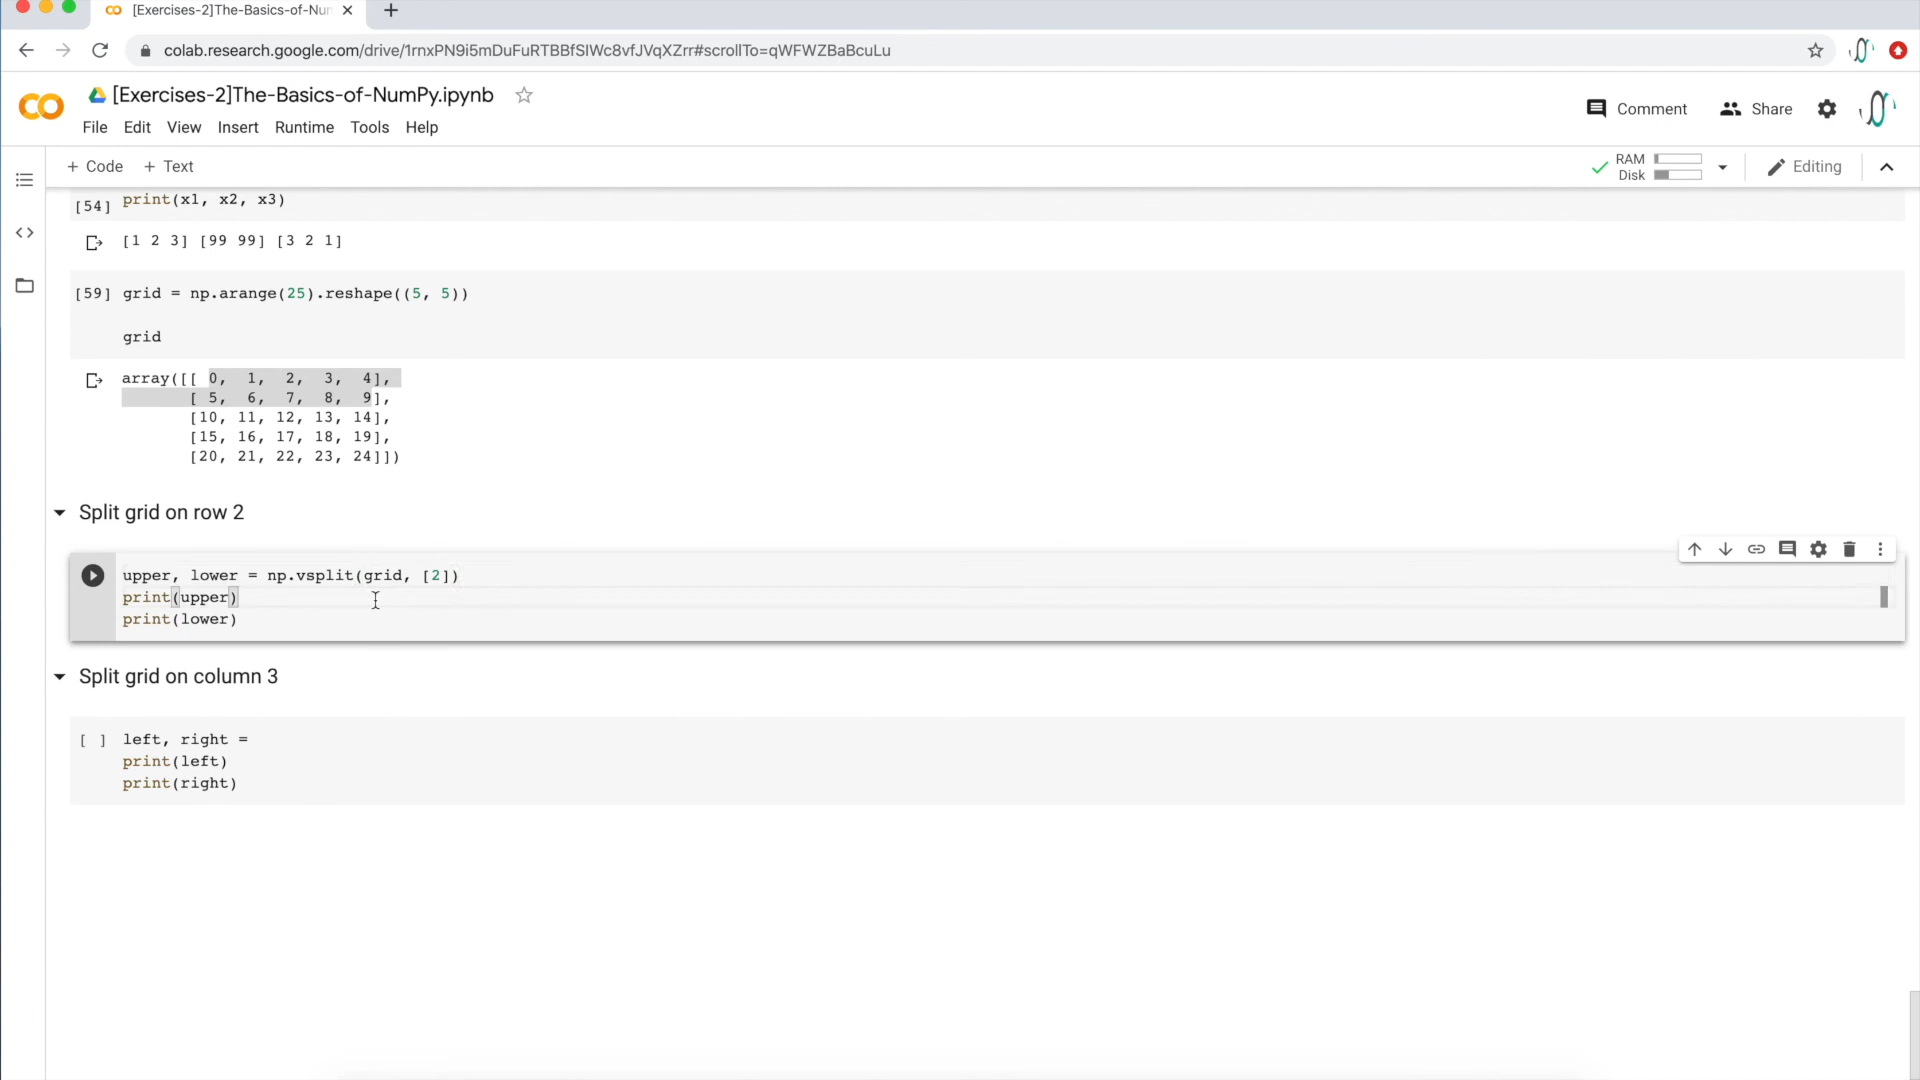 [Exercises-2]The-Basics-of-Nu
colab.research.google.com/drive/1rnxPN9i5mDuFuRTBBfSlWc8vfJVqXZrr#scrollTo=qWFWZBaBcuLu
[Exercises-2]The-Basics-of-NumPy.ipynb
File Edit View Insert Runtime Tools Help
Comment Share
+ Code + Text
RAM
Disk
Editing
[54] print(x1, x2, x3)
[1 2 3] [99 99] [3 2 1]
[59] grid = np.arange(25).reshape((5, 5))
grid
array([[ 0, 1, 2, 3, 4],
[ 5, 6, 7, 8, 9],
[10, 11, 12, 13, 14],
[15, 16, 17, 18, 19],
[20, 21, 22, 23, 24]])
Split grid on row 2
upper, lower = np.vsplit(grid, [2])
print(upper)
print(lower)
Split grid on column 3
[ ] left, right =
print(left)
print(right)